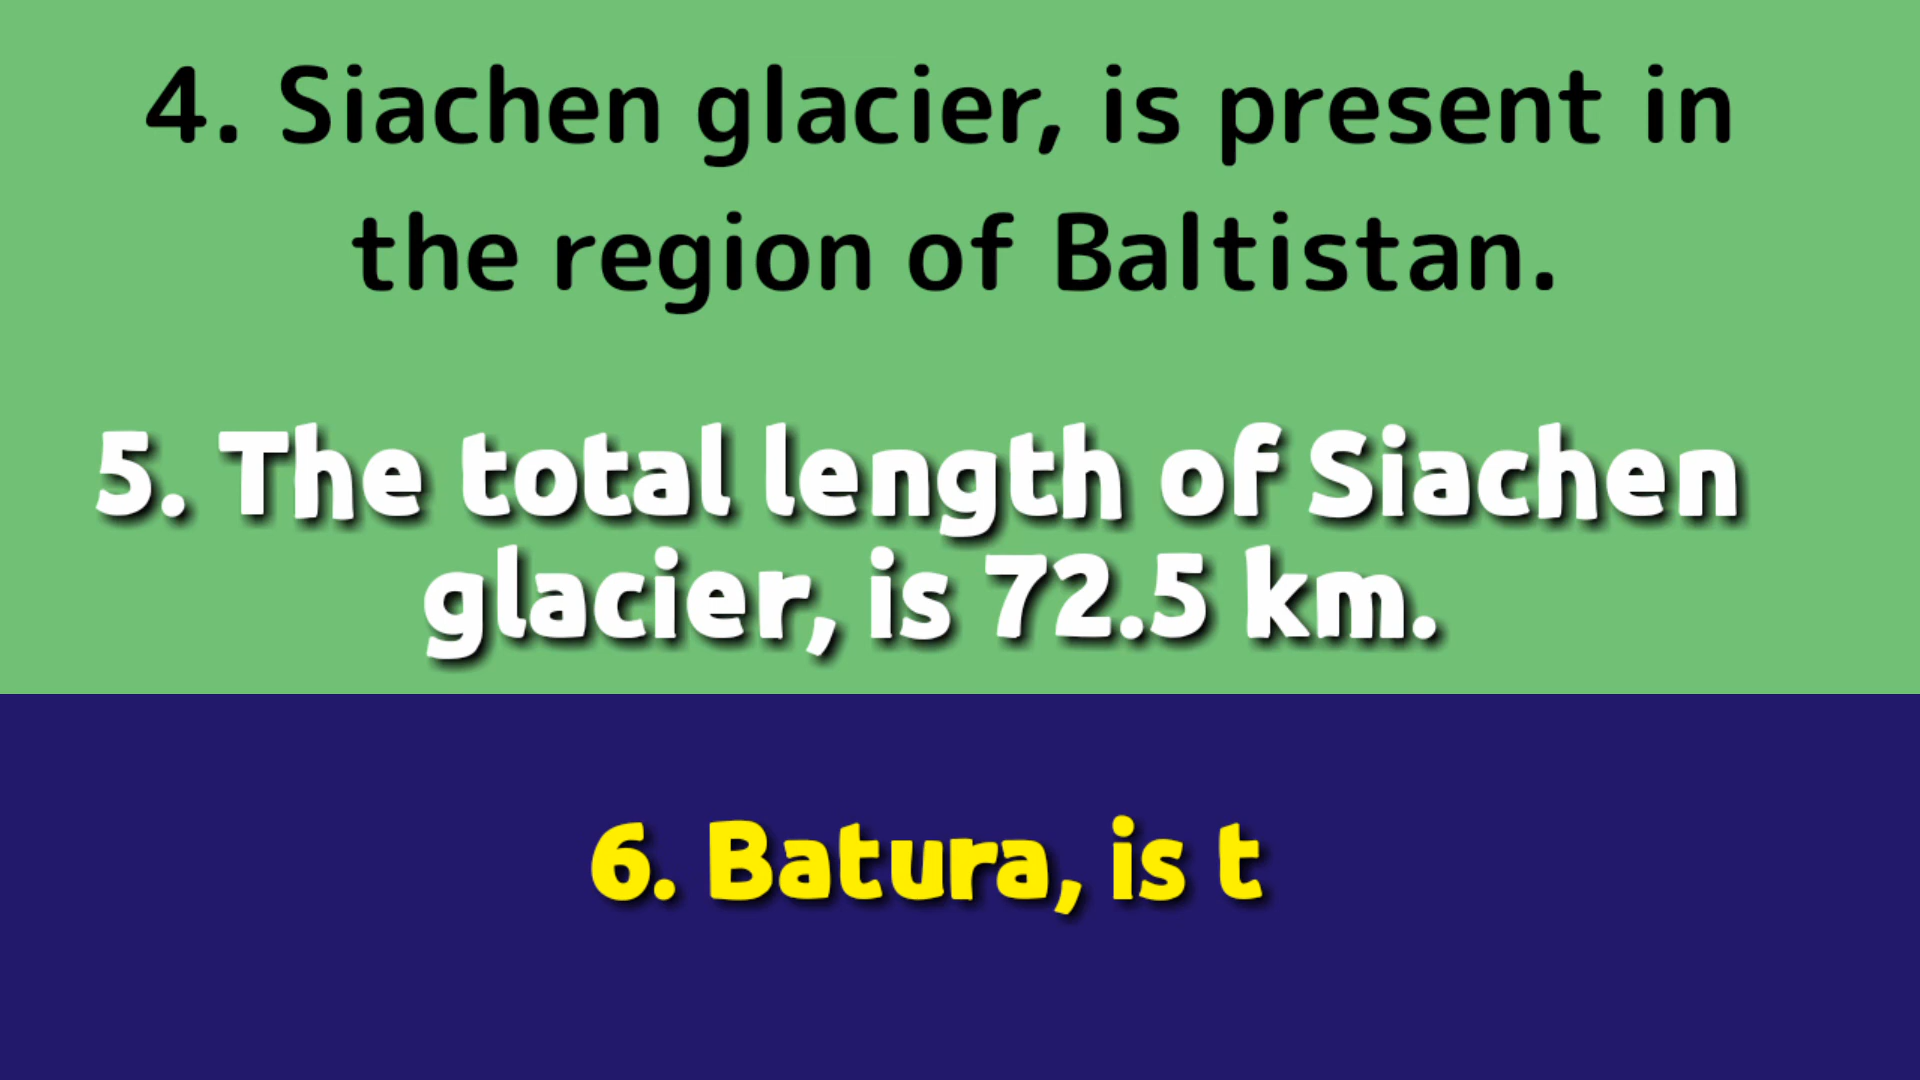 4. Siachen glacier, is present in
the region of Baltistan.
5. The total length of Siachen
glacier, is 72.5 km.
6. Batura, is t